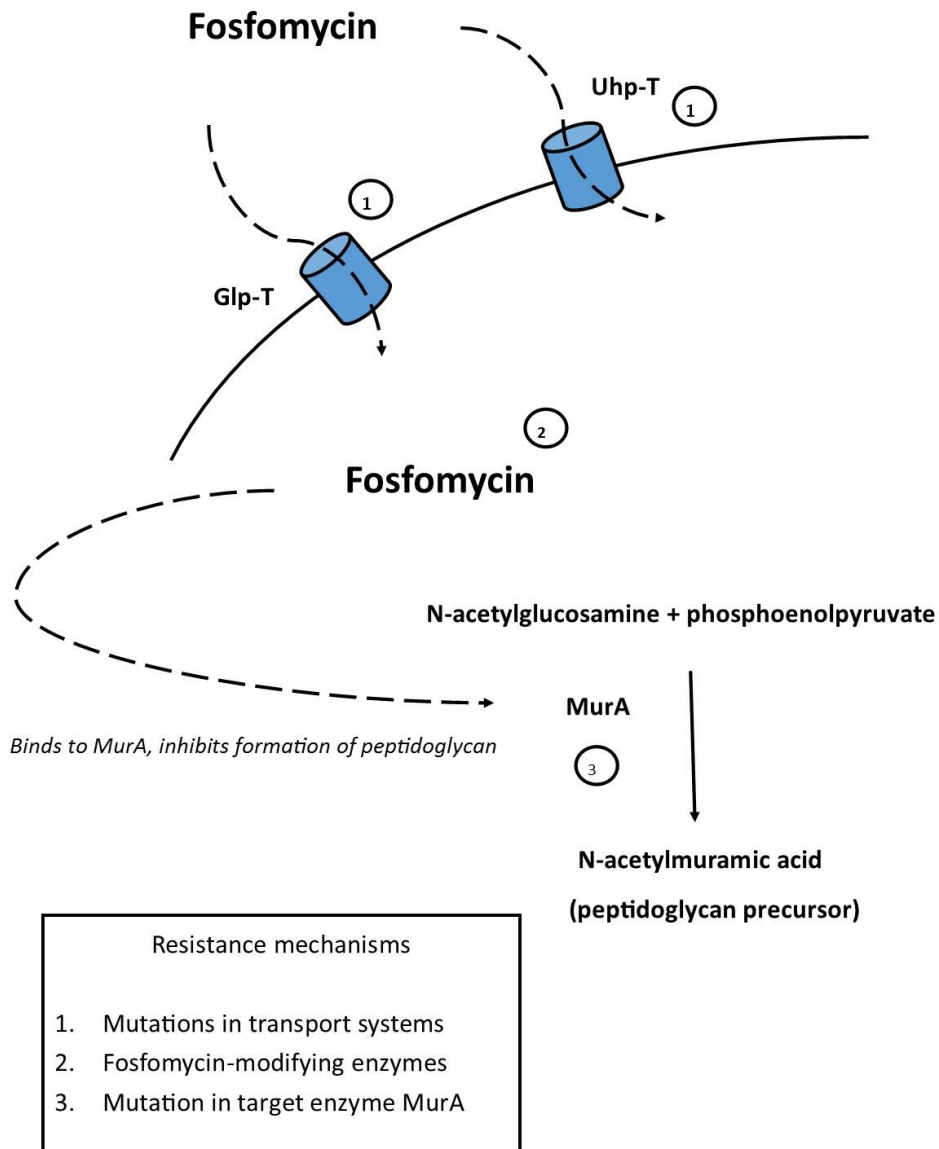 Fosfomycin
Uhp-T
1
1
Glp-T
2
Fosfomycin
N-acetylglucosamine + phosphoenolpyruvate
MurA
Binds to MurA, inhibits formation of peptidoglycan
3
N-acetylmuramic acid
(peptidoglycan precursor)
Resistance mechanisms
1. Mutations in transport systems
2. Fosfomycin-modifying enzymes
3. Mutation in target enzyme MurA